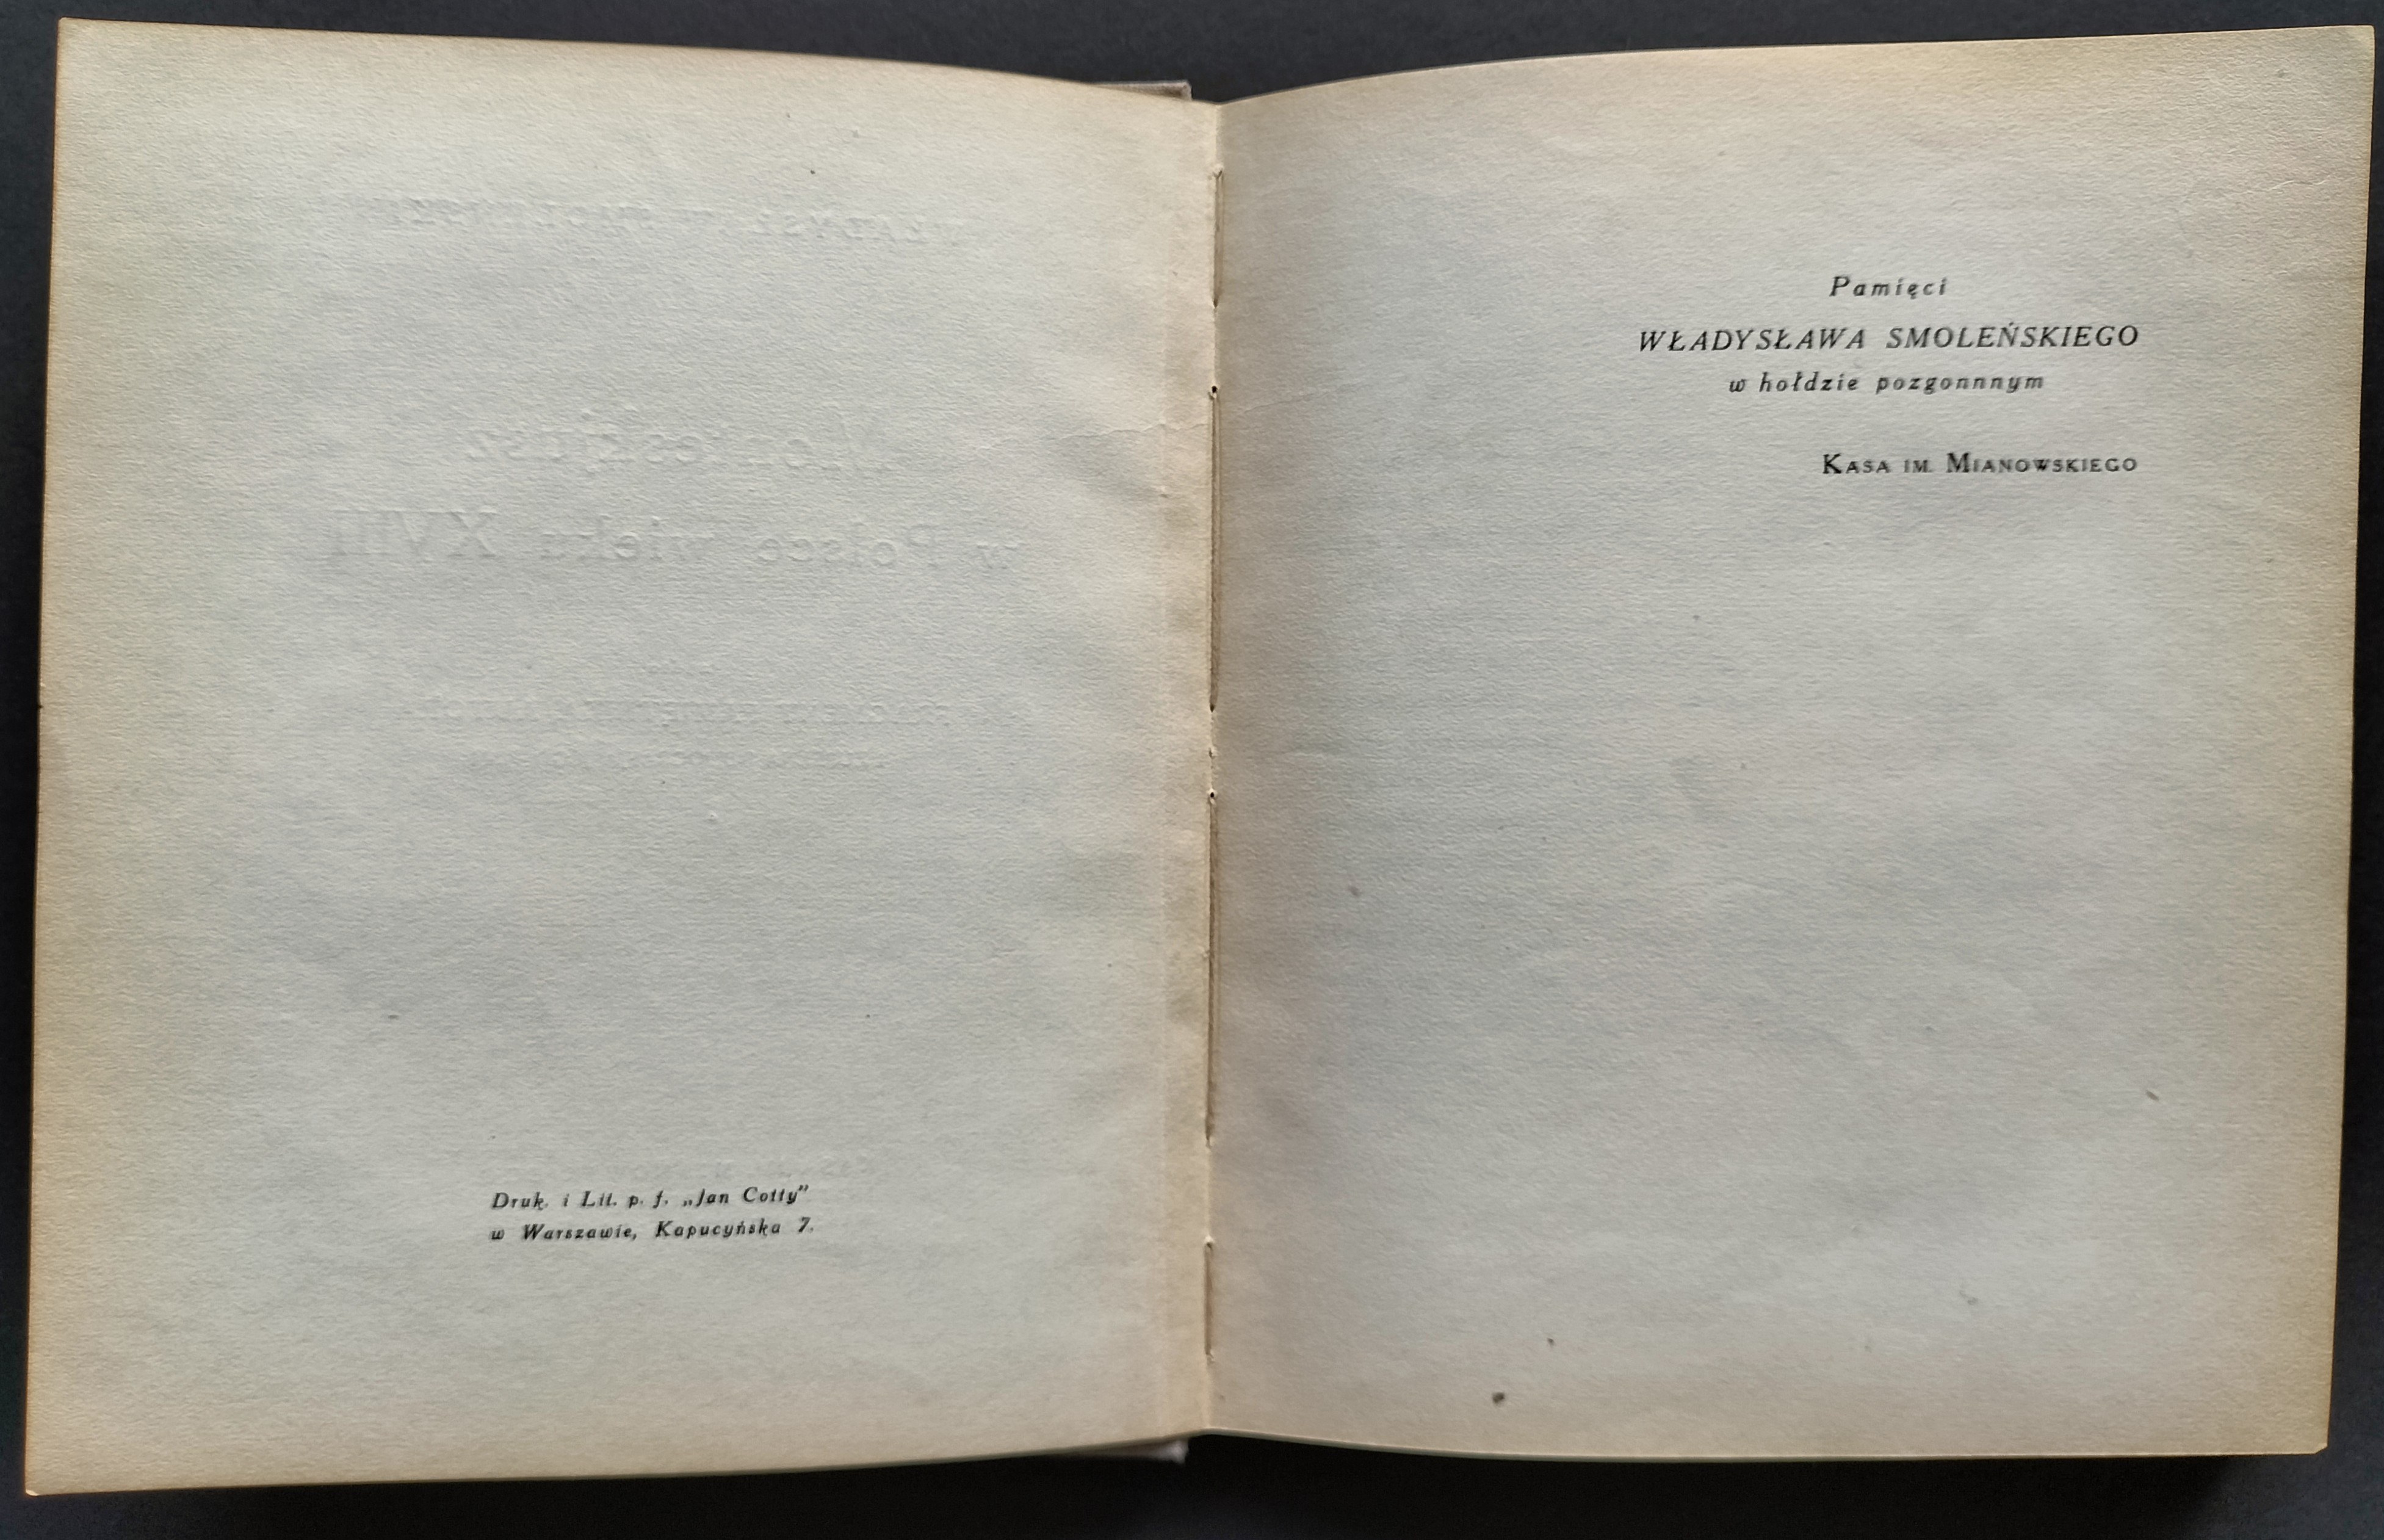 Druk. i Lit. p. f. „Jan Cotty”
w Warszawie, Kapucyńska 7.
Pamięci
WŁADYSŁAWA SMOLEŃSKIEGO
w hołdzie pozgonnnym
KASA IM. MIANOWSKIEGO